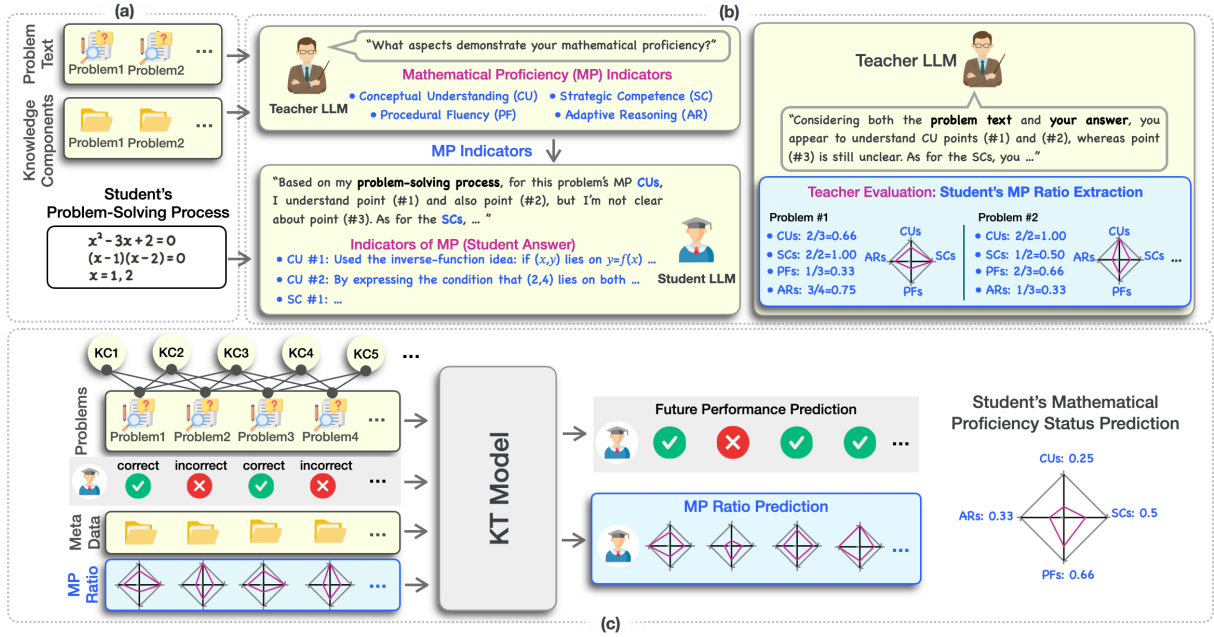 (a)
Problem
Text
Problem1 Problem2 ...
Knowledge
Components
Problem1 Problem2 ...
Student's
Problem-Solving Process
x² - 3x + 2 = 0
(x - 1)(x - 2) = 0
x = 1, 2
(b)
Teacher LLM
"What aspects demonstrate your mathematical proficiency?"
Mathematical Proficiency (MP) Indicators
• Conceptual Understanding (CU) • Strategic Competence (SC)
• Procedural Fluency (PF) • Adaptive Reasoning (AR)
MP Indicators
"Based on my problem-solving process, for this problem's MP CUs,
I understand point (#1) and also point (#2), but I'm not clear
about point (#3). As for the SCs, ... "
Indicators of MP (Student Answer)
• CU #1: Used the inverse-function idea: if (x,y) lies on y=f(x) ...
• CU #2: By expressing the condition that (2,4) lies on both ...
• SC #1: ...
Student LLM
Teacher LLM
"Considering both the problem text and your answer, you
appear to understand CU points (#1) and (#2), whereas point
(#3) is still unclear. As for the SCs, you ..."
Teacher Evaluation: Student's MP Ratio Extraction
Problem #1
• CUs: 2/3=0.66
• SCs: 2/2=1.00
• PFs: 1/3=0.33
• ARs: 3/4=0.75
CUs
ARs SCs
PFs
Problem #2
• CUs: 2/2=1.00
• SCs: 1/2=0.50
• PFs: 2/3=0.66
• ARs: 1/3=0.33
CUs
ARs SCs
PFs
...
KC1 KC2 KC3 KC4 KC5 ...
Problems
Problem1 Problem2 Problem3 Problem4 ...
correct incorrect correct incorrect ...
Meta
Data
...
MP
Ratio
...
KT Model
Future Performance Prediction
...
MP Ratio Prediction
...
Student's Mathematical
Proficiency Status Prediction
CUs: 0.25
ARs: 0.33 SCs: 0.5
PFs: 0.66
(c)